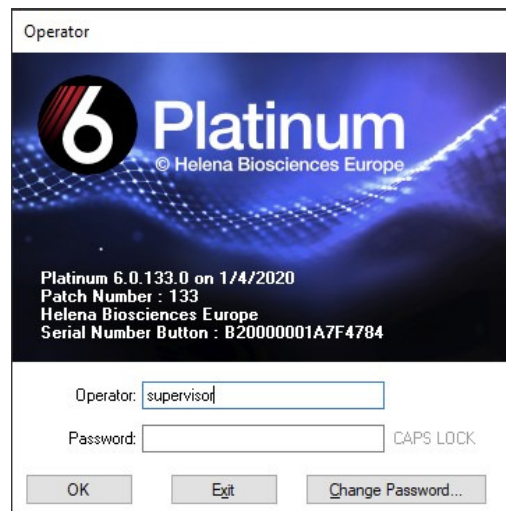 Operator
6 Platinum
© Helena Biosciences Europe
Platinum 6.0.133.0 on 1/4/2020
Patch Number : 133
Helena Biosciences Europe
Serial Number Button : B20000001A7F4784
Operator: supervisor
Password: CAPS LOCK
OK Exit Change Password...